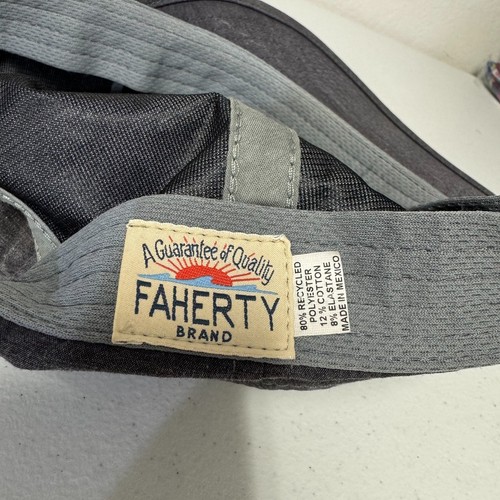 A Guarantee of Quality
FAHERTY
BRAND
80% RECYCLED
POLYESTER
12 % COTTON
8% ELASTANE
MADE IN MEXICO